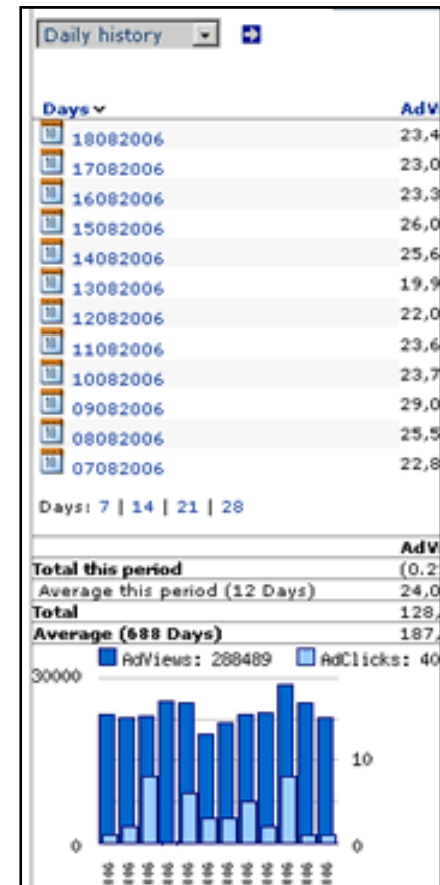 Daily history
Days AdV
18082006 23,4
17082006 23,0
16082006 23,3
15082006 26,0
14082006 25,6
13082006 19,9
12082006 22,0
11082006 23,6
10082006 23,7
09082006 29,0
08082006 25,5
07082006 22,8
Days: 7 | 14 | 21 | 28
AdV
Total this period (0.2
Average this period (12 Days) 24,0
Total 128,
Average (688 Days) 187,
AdViews: 288489 AdClicks: 40
30000
10
0 0